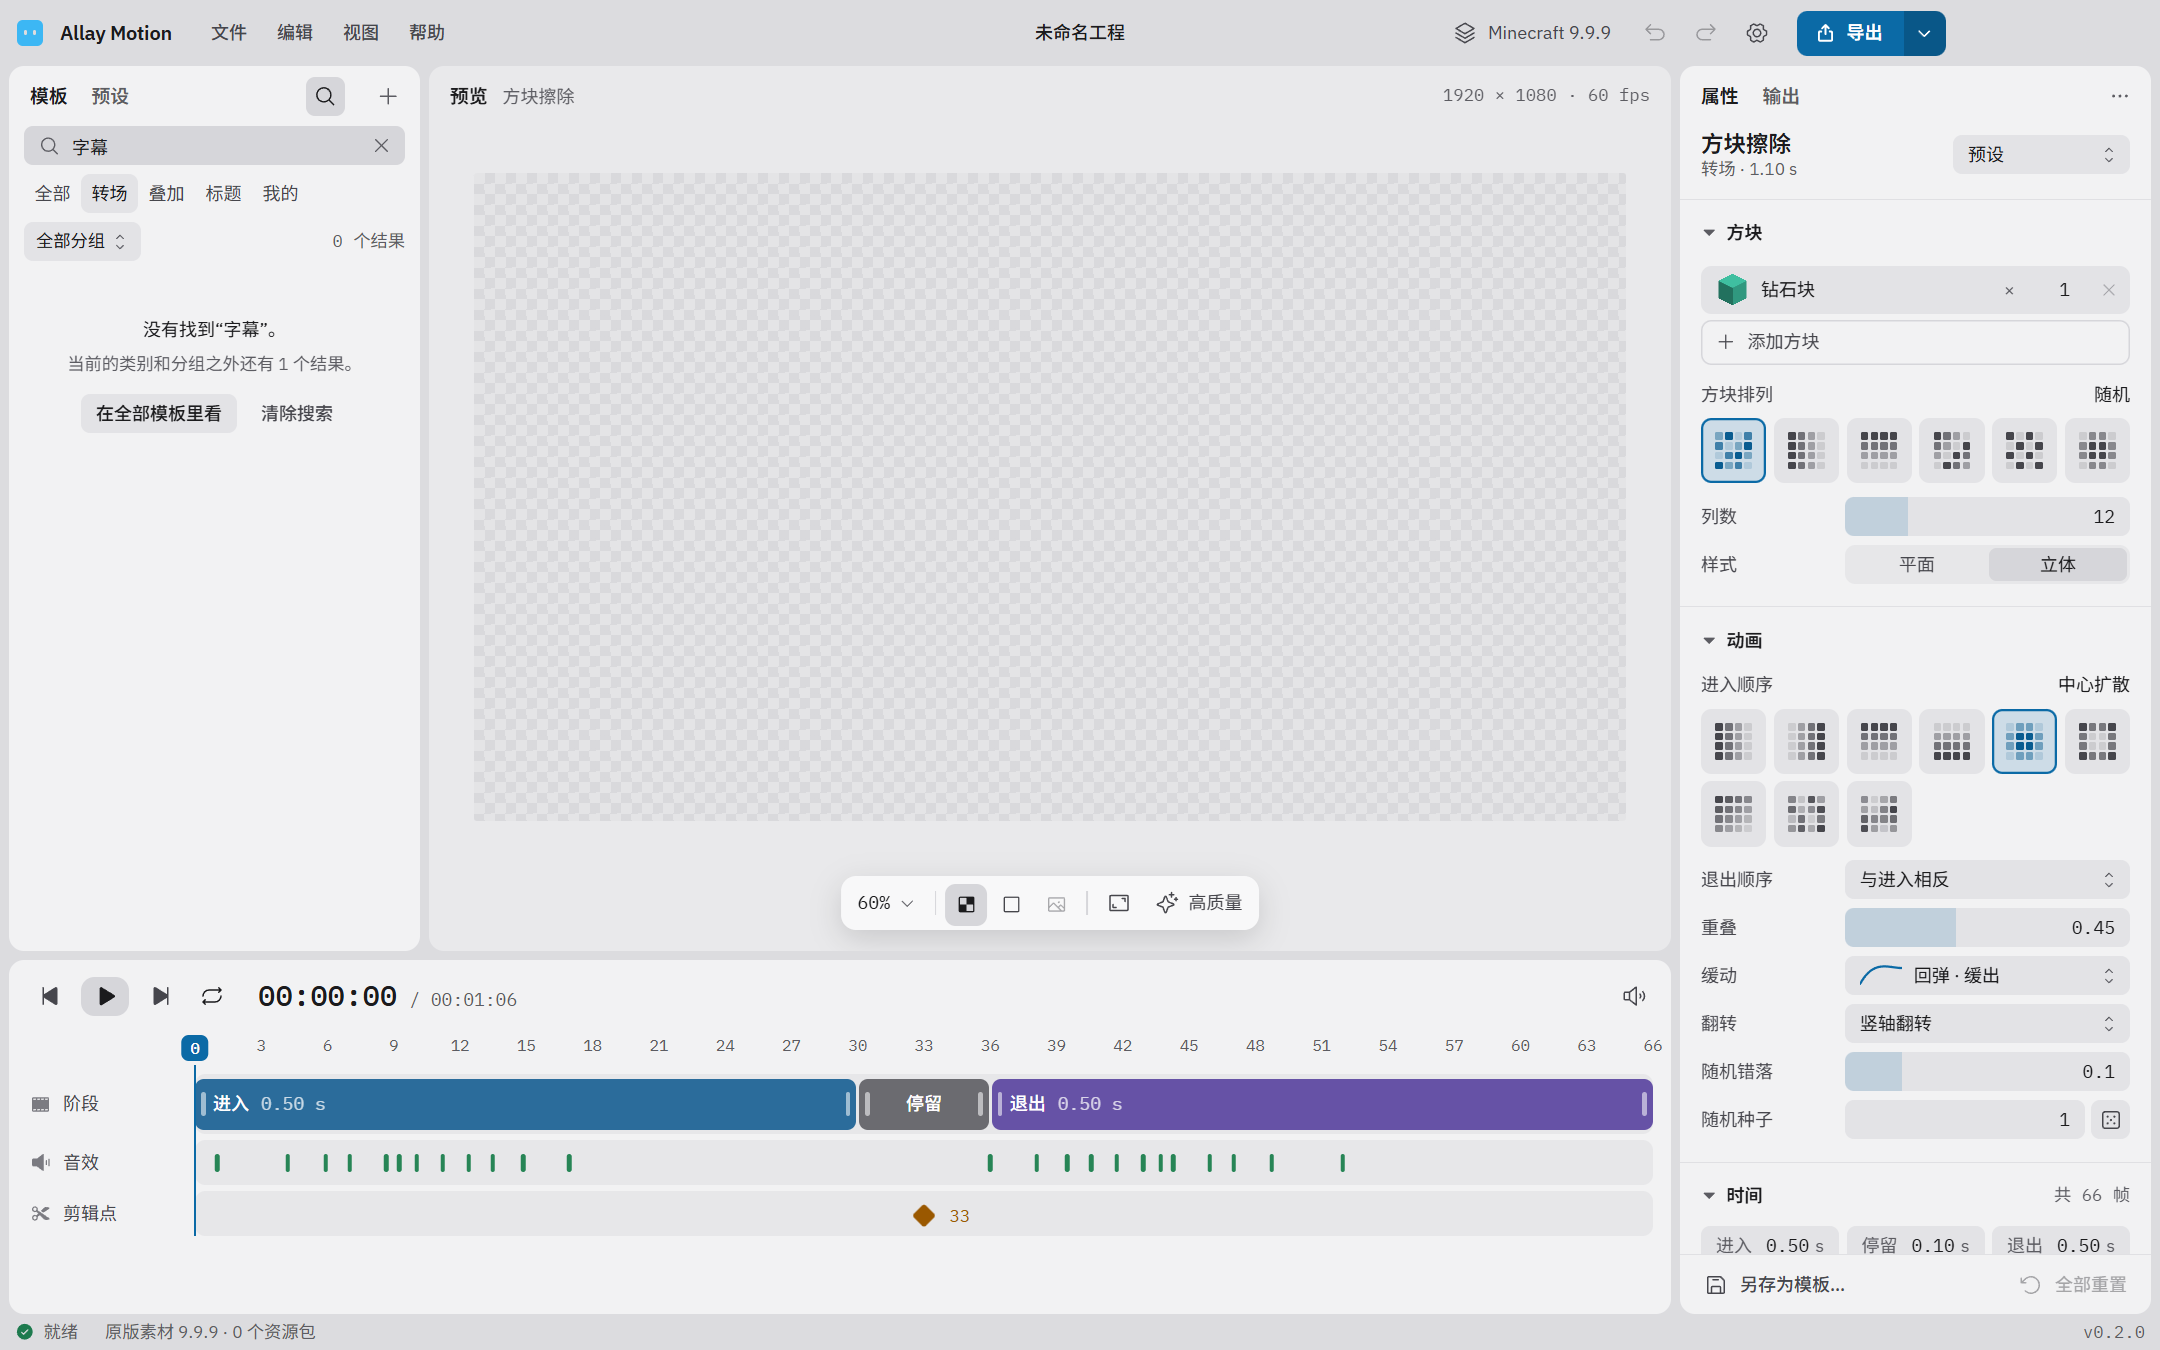 Allay Motion 文件 编辑 视图 帮助 未命名工程 Minecraft 9.9.9 导出
模板 预设
字幕
全部 转场 叠加 标题 我的
全部分组 0 个结果
没有找到“字幕”。
当前的类别和分组之外还有 1 个结果。
在全部模板里看 清除搜索
预览 方块擦除 1920 × 1080 · 60 fps
60% 高质量
属性 输出 ...
方块擦除 预设
转场 · 1.10 s
方块
钻石块 × 1
添加方块
方块排列 随机
列数 12
样式 平面 立体
动画
进入顺序 中心扩散
退出顺序 与进入相反
重叠 0.45
缓动 回弹 · 缓出
翻转 竖轴翻转
随机错落 0.1
随机种子 1
时间 共 66 帧
进入 0.50 s 停留 0.10 s 退出 0.50 s
另存为模板... 全部重置
00:00:00 / 00:01:06
0 3 6 9 12 15 18 21 24 27 30 33 36 39 42 45 48 51 54 57 60 63 66
阶段 进入 0.50 s 停留 退出 0.50 s
音效
剪辑点 33
就绪 原版素材 9.9.9 · 0 个资源包 v0.2.0